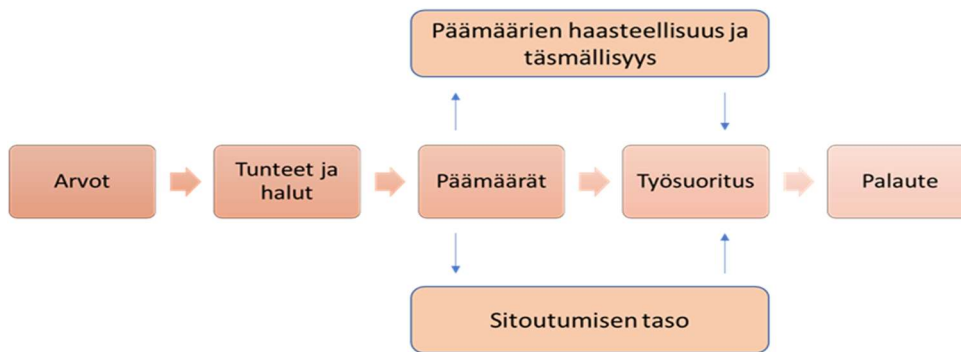 Päämäärien haasteellisuus ja
täsmällisyys
Arvot
Tunteet ja
halut
Päämäärät
Työsuoritus
Palaute
Sitoutumisen taso